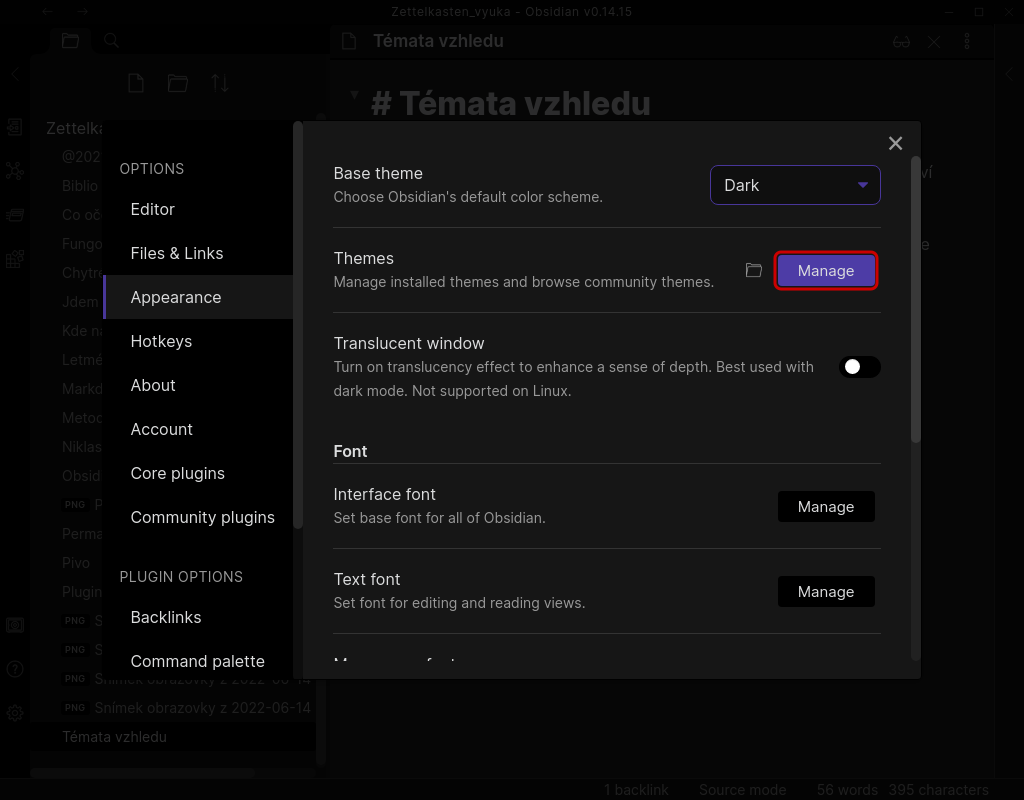 Zettelkasten_vyuka - Obsidian v0.14.15
Témata vzhledu
# Témata vzhledu
Zettelka
@202
Biblio
Co oč
Fungo
Chytré
Jdem
Kde na
Letmé
Markd
Metod
Niklas
Obsid
PNG P
Perma
Pivo
Plugin
PNG S
PNG S
PNG Snímek obrazovky z 2022-06-14
PNG Snímek obrazovky z 2022-06-14
Témata vzhledu
OPTIONS
Editor
Files & Links
Appearance
Hotkeys
About
Account
Core plugins
Community plugins
PLUGIN OPTIONS
Backlinks
Command palette
Base theme
Choose Obsidian's default color scheme.
Dark
Themes
Manage installed themes and browse community themes.
Manage
Translucent window
Turn on translucency effect to enhance a sense of depth. Best used with
dark mode. Not supported on Linux.
Font
Interface font
Set base font for all of Obsidian.
Manage
Text font
Set font for editing and reading views.
Manage
ví
e
1 backlink Source mode 56 words 395 characters